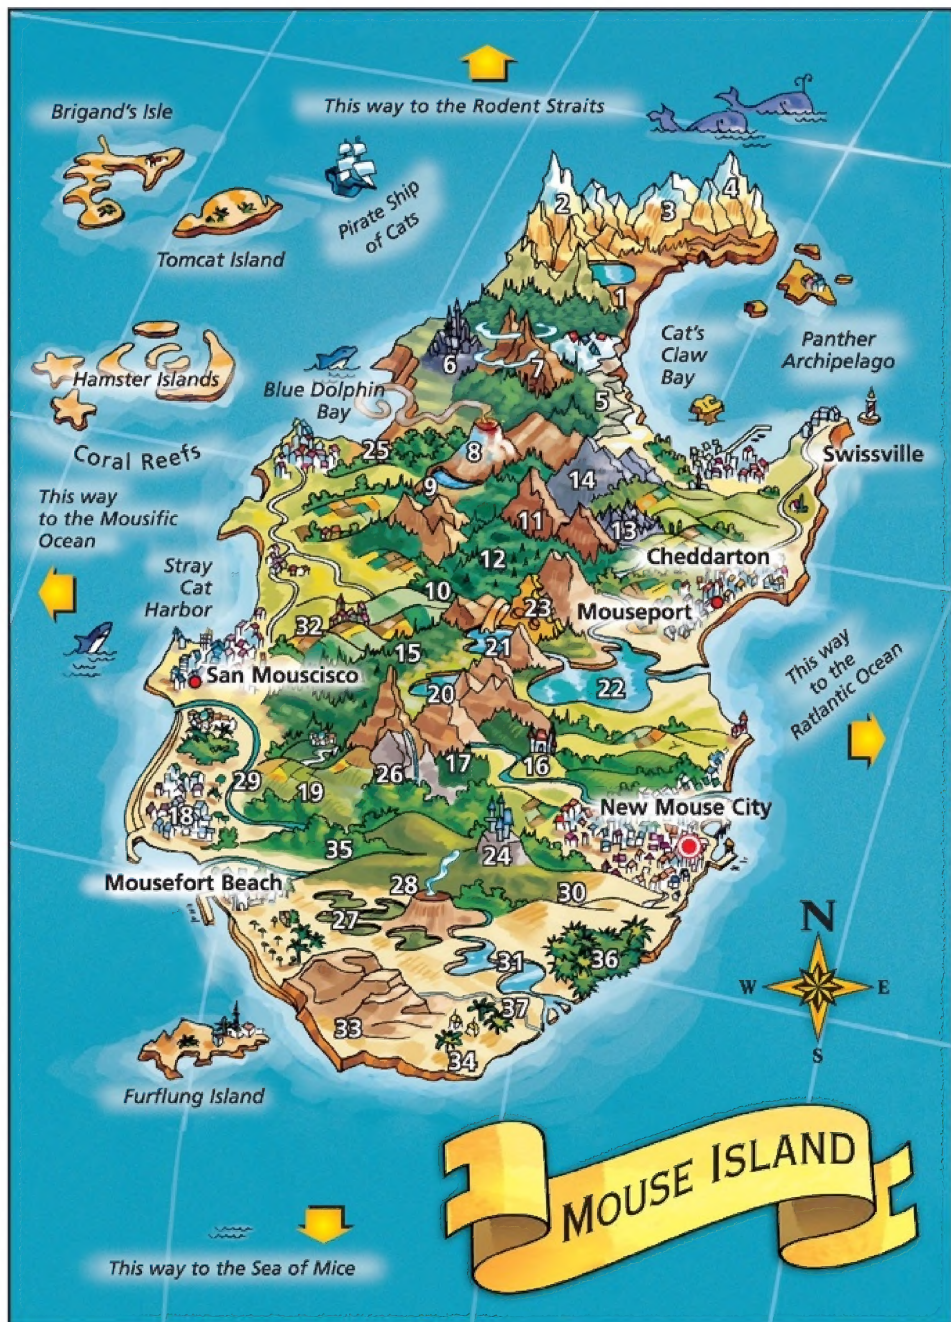 Brigand's Isle
This way to the Rodent Straits
Pirate Ship
of Cats
Tomcat Island
2
3
4
1
Cat's
Claw
Bay
Panther
Archipelago
6
7
Hamster Islands
Blue Dolphin
Bay
5
Coral Reefs
25
8
Swissville
This way
to the Mousific
Ocean
9
14
11
13
Stray
Cat
Harbor
12
Cheddarton
10
23
Mouseport
32
15
21
San Mouscisco
20
22
This way
to the
Ratlantic Ocean
29
19
26
17
16
18
New Mouse City
35
24
Mousefort Beach
28
30
27
31
36
N
W
E
S
33
37
34
Furflung Island
MOUSE ISLAND
This way to the Sea of Mice